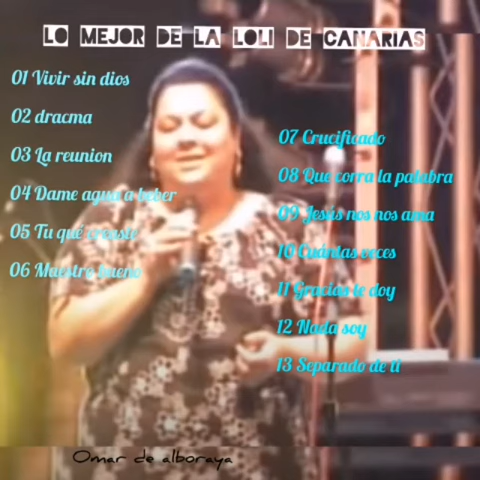 LO MEJOR DE LA LOLI DE CANARIAS
01 Vivir sin dios
02 dracma
03 La reunion
04 Dame agua a beber
05 Tu que creaste
06 Maestro bueno
07 Crucificado
08 Que corra la palabra
09 Jesús nos nos ama
10 Cuántas veces
11 Gracias te doy
12 Nada soy
13 Separado de ti
Omar de alboraya